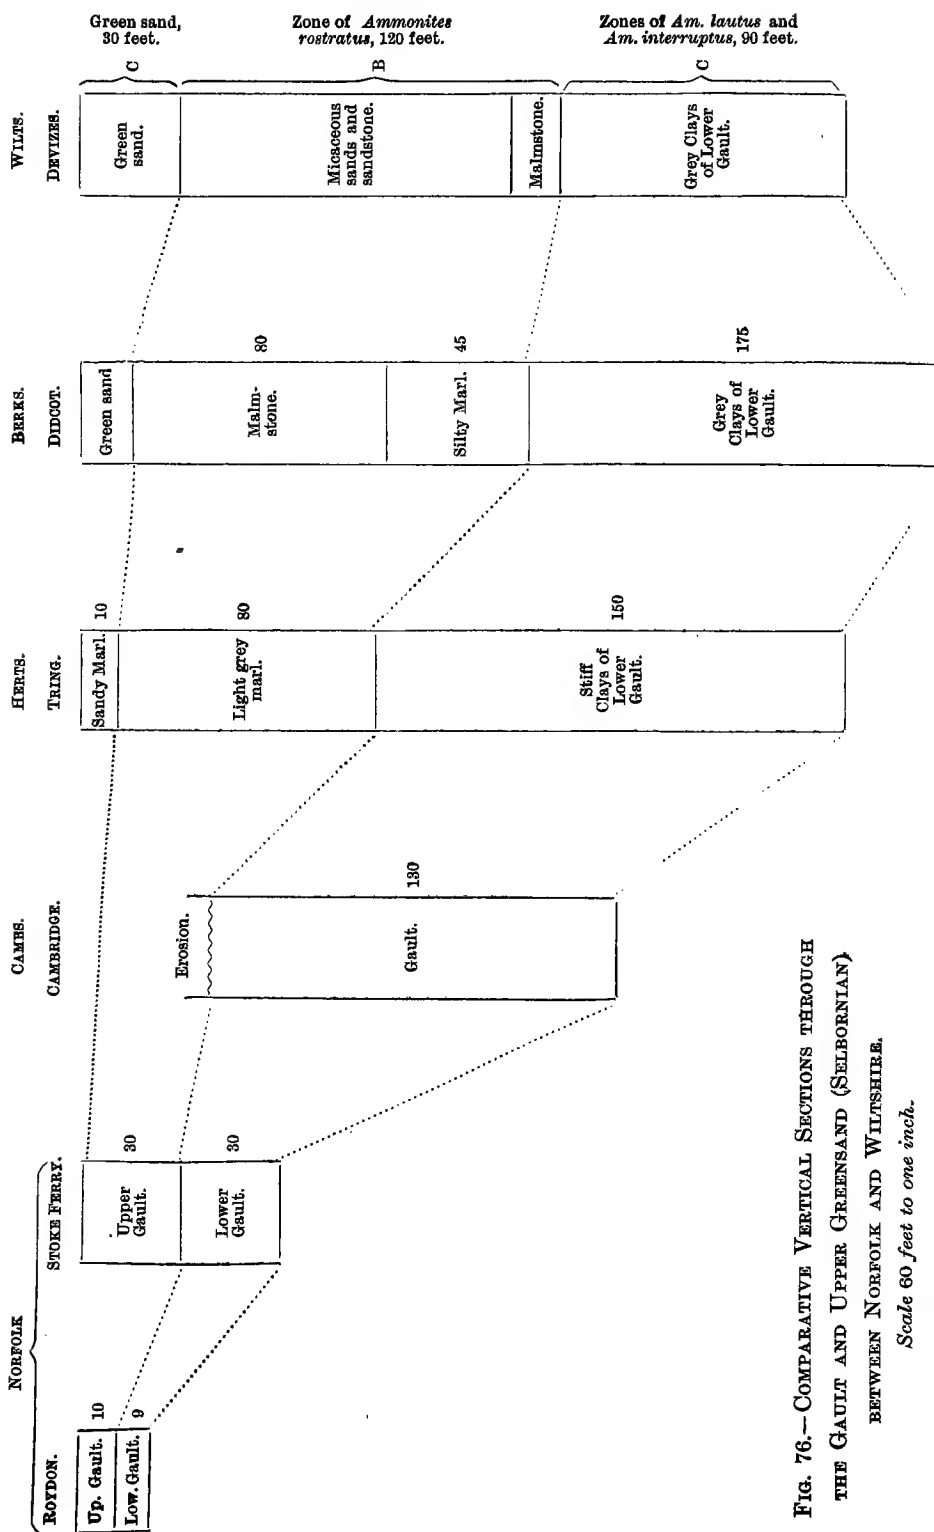 NORFOLK
ROYDON.
Up. Gault.
10
Low. Gault.
9
STOKE FERRY.
Upper
Gault.
30
Lower
Gault.
30
CAMBS.
CAMBRIDGE.
Erosion.
Gault.
130
HERTS.
TRING.
Sandy Marl.
10
Light grey
marl.
80
Stiff
Clays of
Lower
Gault.
150
BERKS.
DIDCOT.
Green sand
Malm-
stone.
80
Silty Marl.
45
Grey
Clays of
Lower
Gault.
175
WILTS.
DEVIZES.
Green
sand.
Micaceous
sands and
sandstone.
Malmstone.
Grey Clays
of Lower
Gault.
C
B
C
Green sand,
30 feet.
Zone of Ammonites
rostratus, 120 feet.
Zones of Am. lautus and
Am. interruptus, 90 feet.
FIG. 76.—COMPARATIVE VERTICAL SECTIONS THROUGH
THE GAULT AND UPPER GREENSAND (SELBORNIAN)
BETWEEN NORFOLK AND WILTSHIRE.
Scale 60 feet to one inch.